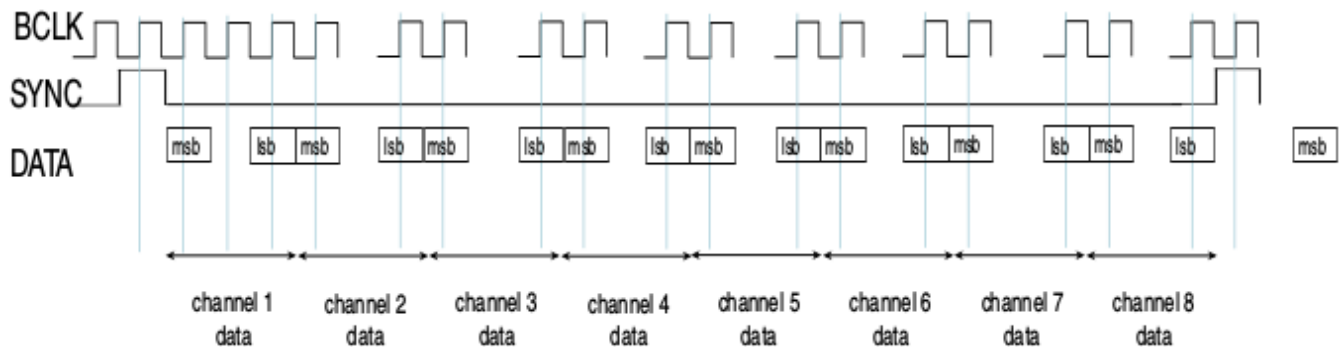 BCLK
SYNC
DATA
msb lsb msb lsb msb lsb msb lsb msb lsb msb lsb msb lsb msb lsb msb
channel 1 channel 2 channel 3 channel 4 channel 5 channel 6 channel 7 channel 8
data data data data data data data data